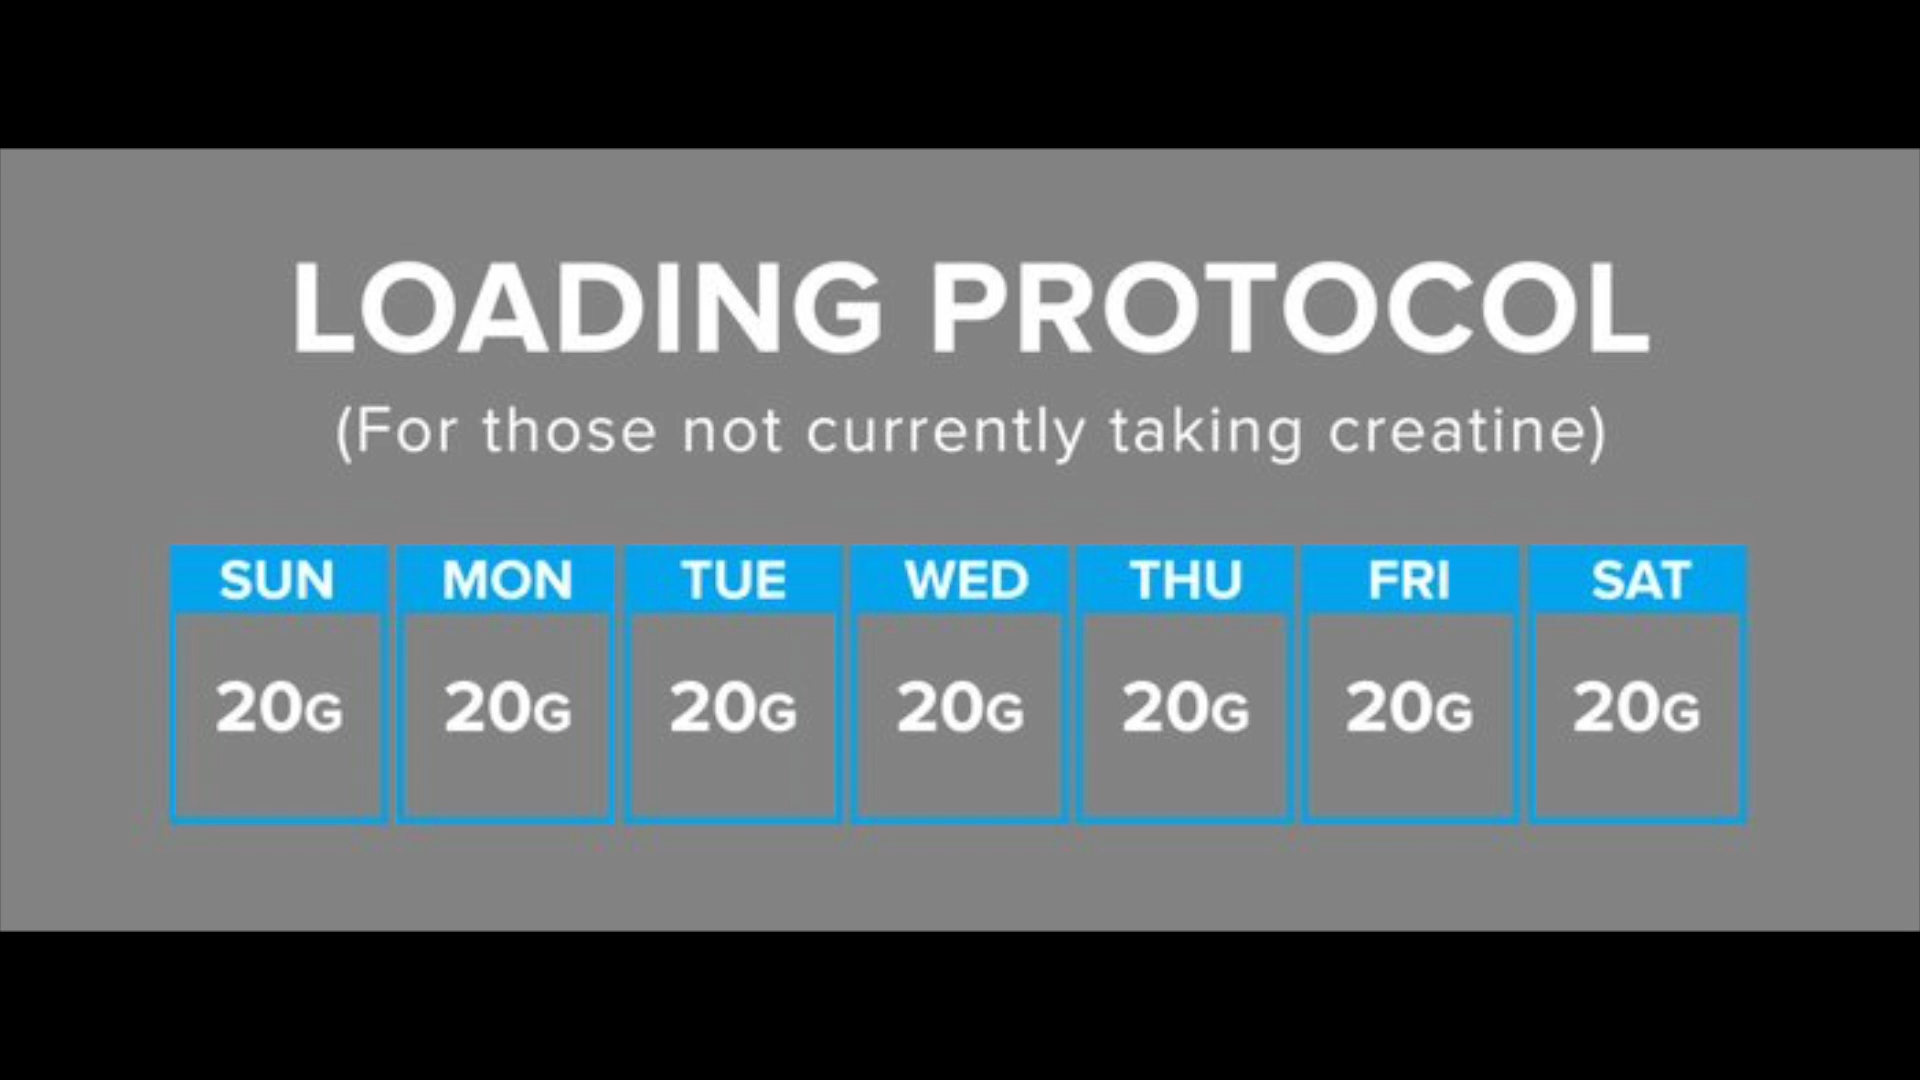 LOADING PROTOCOL
(For those not currently taking creatine)
SUN MON TUE WED THU FRI SAT
20G 20G 20G 20G 20G 20G 20G